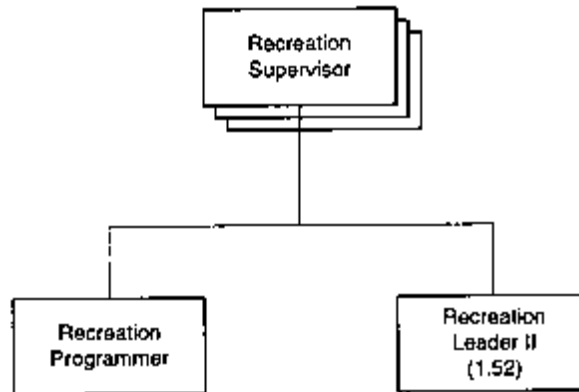 Recreation
Supervisor
Recreation
Programmer
Recreation
Leader II
(1.52)